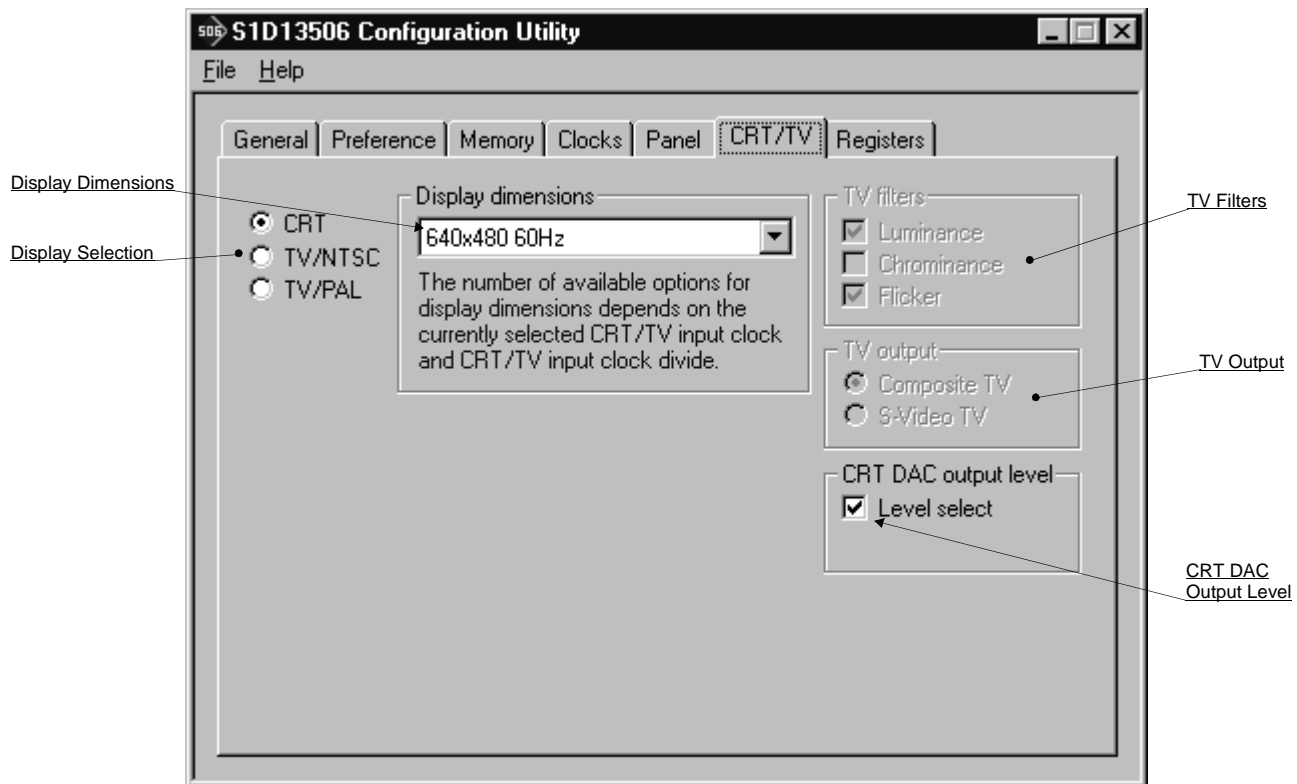 506 S1D13506 Configuration Utility
File Help
General Preference Memory Clocks Panel CRT/TV Registers
Display Dimensions
Display Selection
CRT
TV/NTSC
TV/PAL
Display dimensions
640x480 60Hz
The number of available options for
display dimensions depends on the
currently selected CRT/TV input clock
and CRT/TV input clock divide.
TV filters
Luminance
Chrominance
Flicker
TV output
Composite TV
S-Video TV
CRT DAC output level
Level select
TV Filters
TV Output
CRT DAC
Output Level